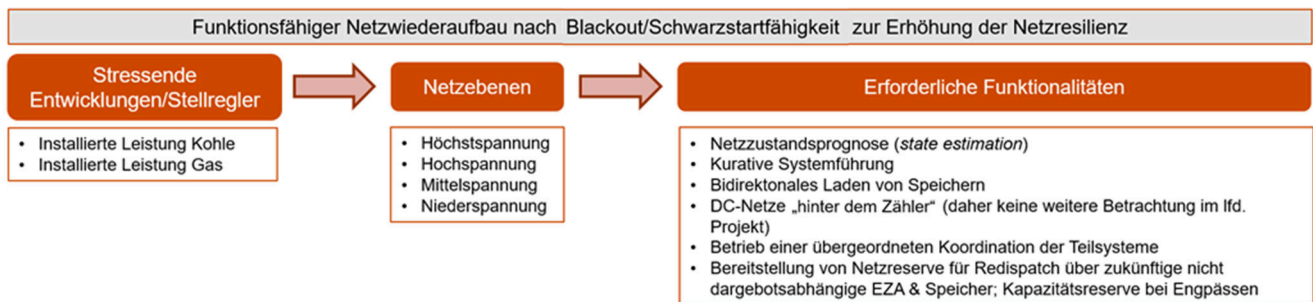 Funktionsfähiger Netzwiederaufbau nach Blackout/Schwarzstartfähigkeit zur Erhöhung der Netzresilienz
Stressende
Entwicklungen/Stellregler
• Installierte Leistung Kohle
• Installierte Leistung Gas
Netzebenen
• Höchstspannung
• Hochspannung
• Mittelspannung
• Niederspannung
Erforderliche Funktionalitäten
• Netzzustandsprognose (state estimation)
• Kurative Systemführung
• Bidirektonales Laden von Speichern
• DC-Netze „hinter dem Zähler“ (daher keine weitere Betrachtung im lfd.
Projekt)
• Betrieb einer übergeordneten Koordination der Teilsysteme
• Bereitstellung von Netzreserve für Redispatch über zukünftige nicht
dargebotsabhängige EZA & Speicher; Kapazitätsreserve bei Engpässen